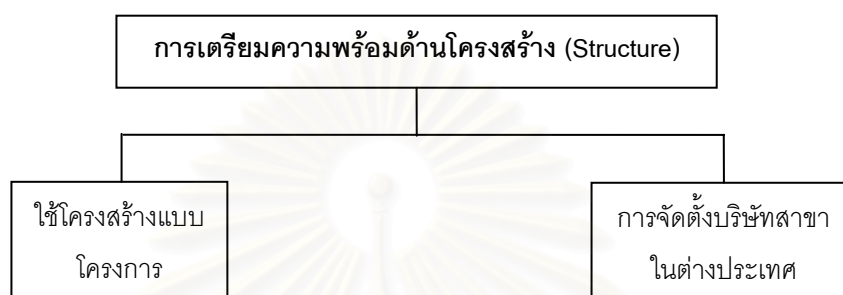 การเตรียมความพร้อมด้านโครงสร้าง (Structure)
ใช้โครงสร้างแบบ
โครงการ
การจัดตั้งบริษัทสาขา
ในต่างประเทศ